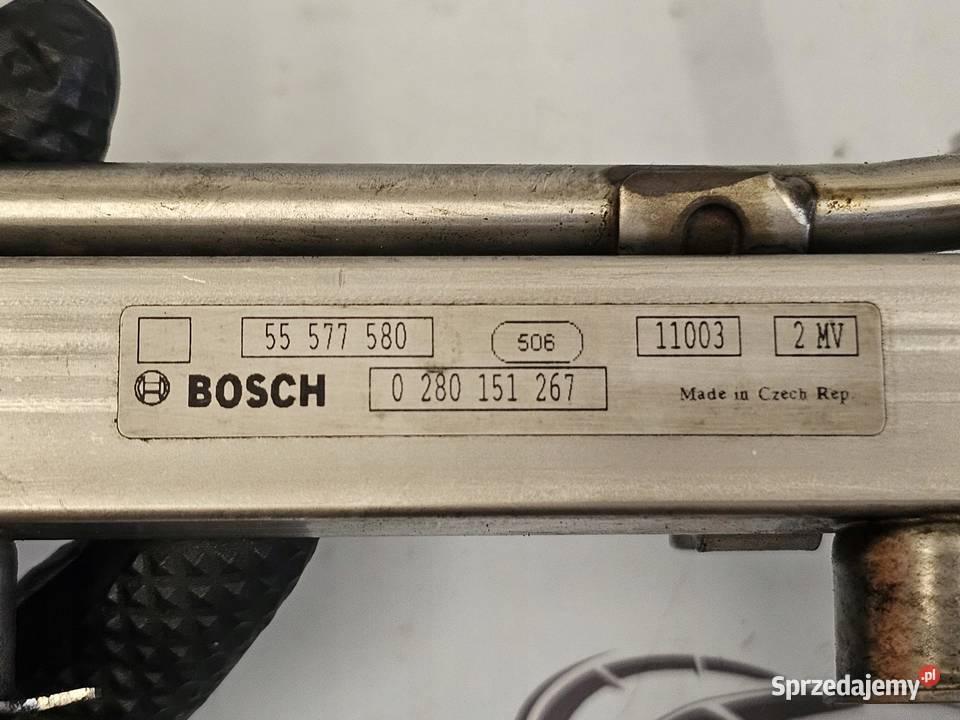 55 577 580 506 11003 2 MV
BOSCH 0 280 151 267 Made in Czech Rep.
Sprzedajemy.pl